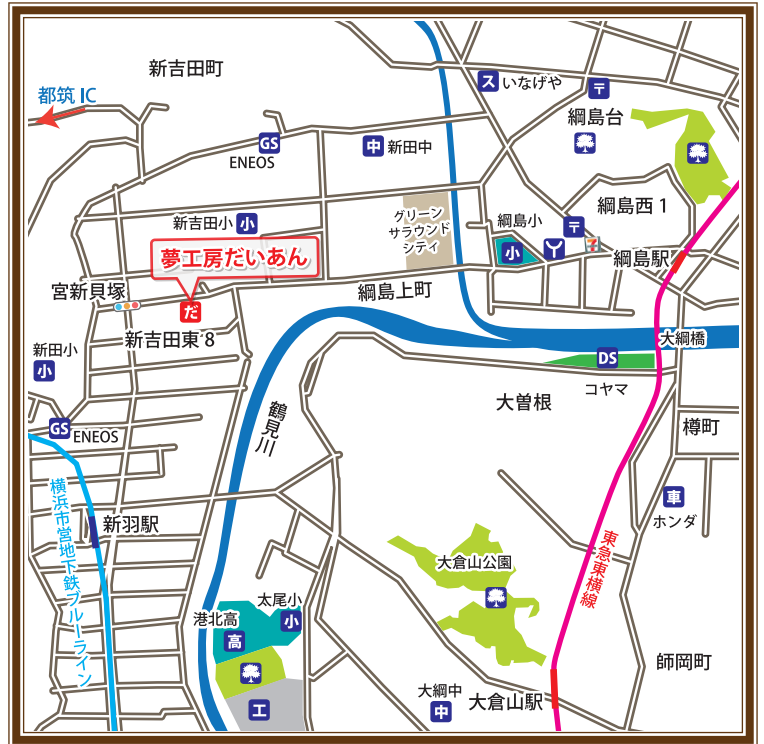 新吉田町
都筑 IC
ス いなげや
〒
綱島台
GS
ENEOS
中 新田中
綱島西 1
新吉田小 小
グリーン
サラウンド
シティ
綱島小
小
〒
Y
7
綱島駅
夢工房だいあん
宮新貝塚
だ
綱島上町
新吉田東 8
新田小
小
大綱橋
DS
コヤマ
大曽根
鶴見川
樽町
GS ENEOS
車
ホンダ
横浜市営地下鉄ブルーライン
新羽駅
東急東横線
大倉山公園
太尾小
小
港北高
高
師岡町
大綱中
中
大倉山駅
工